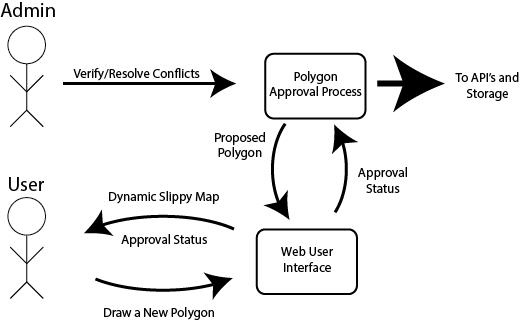 Admin
Verify/Resolve Conflicts
Polygon
Approval Process
To API's and
Storage
Proposed
Polygon
Approval
Status
User
Dynamic Slippy Map
Approval Status
Web User
Interface
Draw a New Polygon